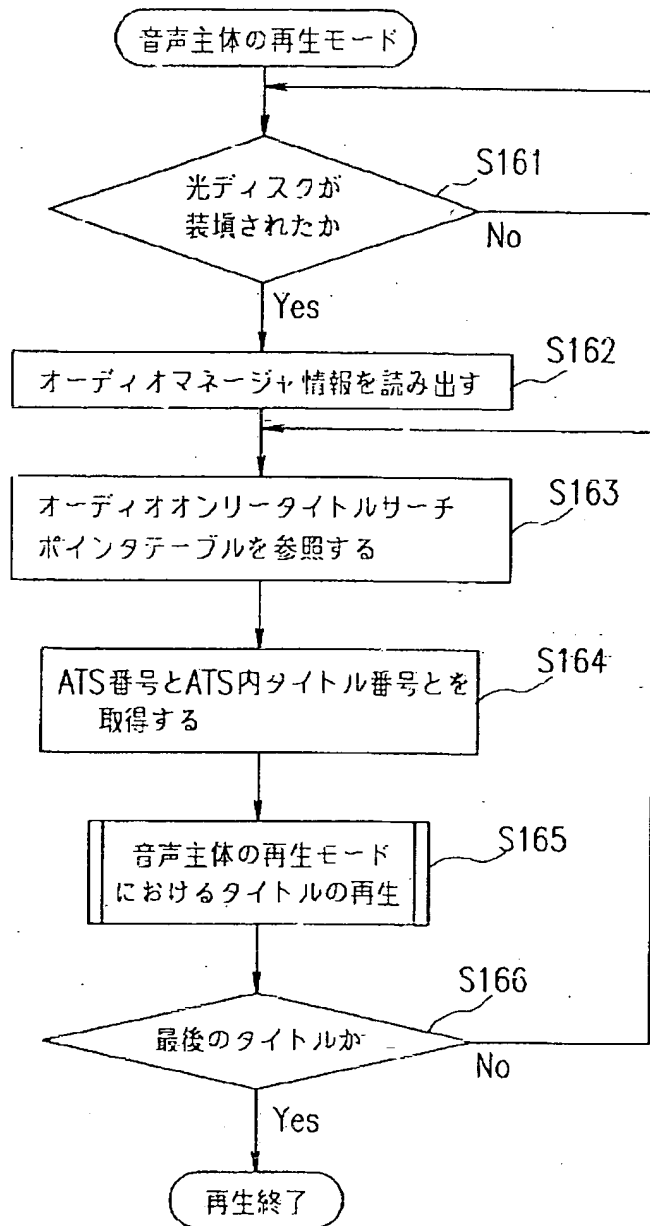 音声主体の再生モード
S161
光ディスクが
装填されたか
No
Yes
S162
オーディオマネージャ情報を読み出す
S163
オーディオオンリータイトルサーチ
ポインタテーブルを参照する
S164
ATS番号とATS内タイトル番号とを
取得する
S165
音声主体の再生モード
におけるタイトルの再生
S166
最後のタイトルか
No
Yes
再生終了